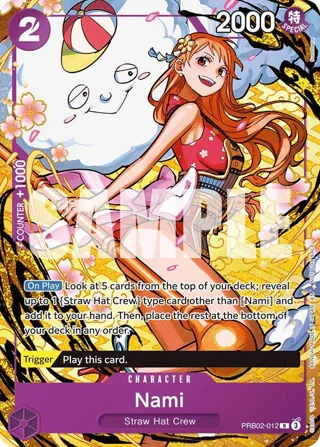 2
2000
特
SPECIAL
COUNTER +1000
SAMPLE
On Play Look at 5 cards from the top of your deck; reveal
up to 1 {Straw Hat Crew} type card other than [Nami] and
add it to your hand. Then, place the rest at the bottom of
your deck in any order.
Trigger Play this card.
CHARACTER
Nami
Straw Hat Crew
PRB02-012 R 3